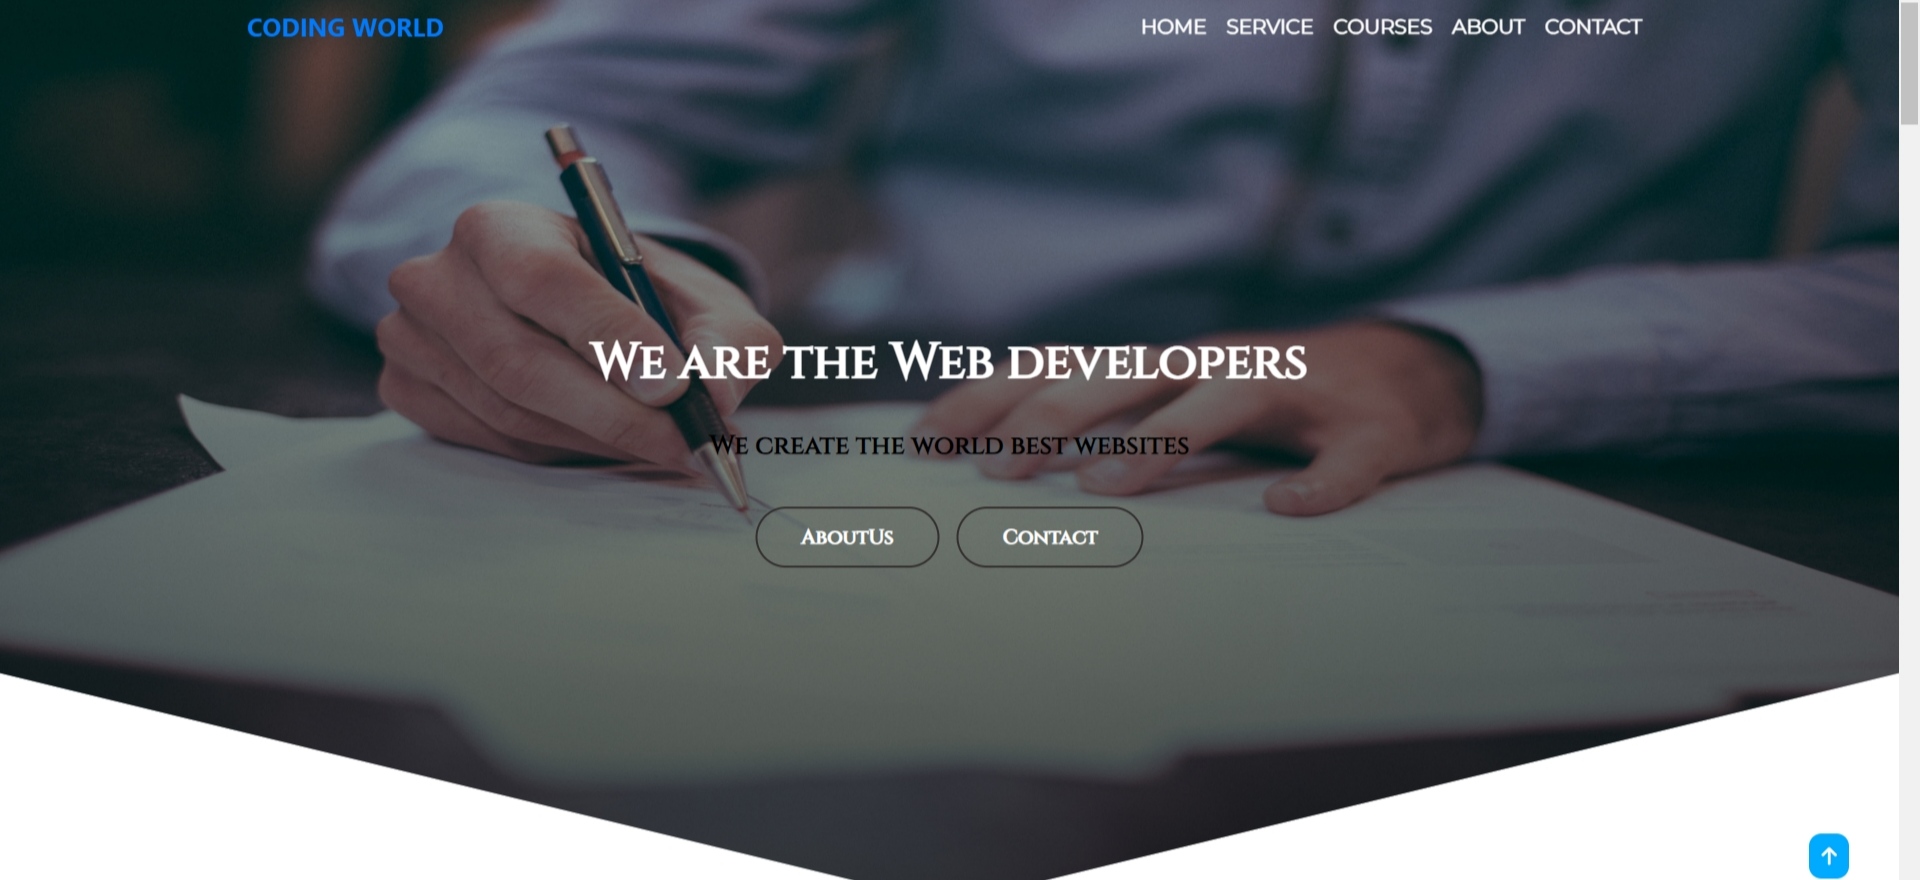 CODING WORLD
HOME SERVICE COURSES ABOUT CONTACT
We are the Web developers
We create the world best websites
AboutUs
Contact